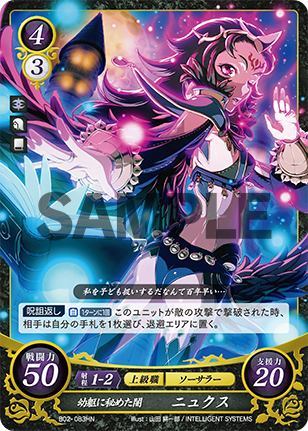 4
3
SAMPLE
私を子ども扱いするだなんて百年早い…
呪詛返し 自 1ターンに1回 このユニットが敵の攻撃で撃破された時、
相手は自分の手札を1枚選び、退避エリアに置く。
戦闘力 50 射程 1-2 上級職 ソーサラー 支援力 20
幼躯に秘めた闇 ニュクス
B02-083HN Illust:山田 孝一郎 / INTELLIGENT SYSTEMS